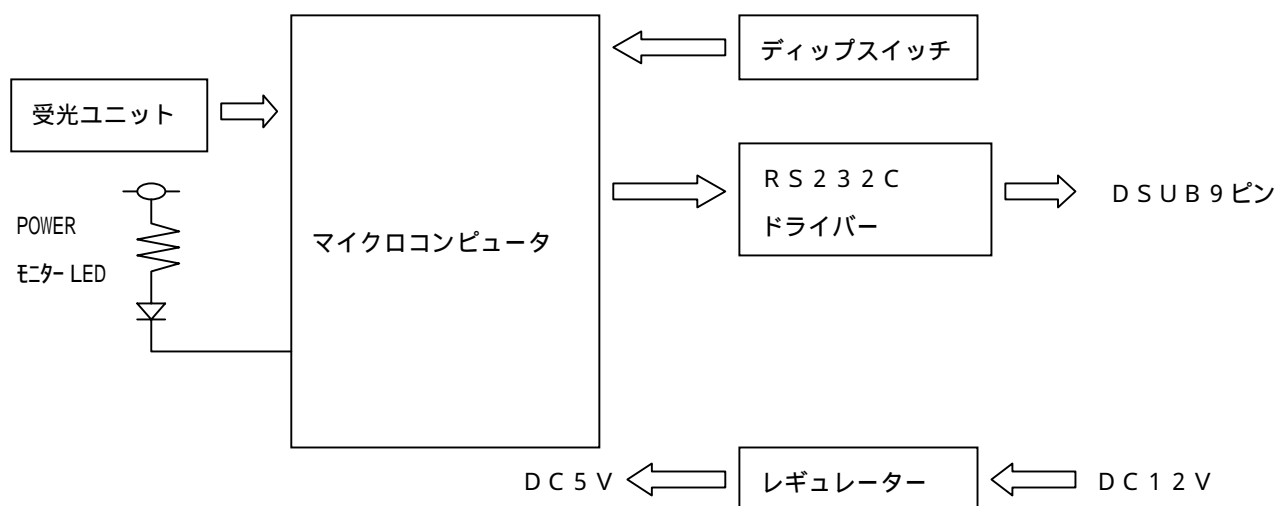 ディップスイッチ
受光ユニット
RS232C
ドライバー
DSUB9ピン
POWER
ﾓﾆﾀｰ LED
マイクロコンピュータ
DC5V
レギュレーター
DC12V